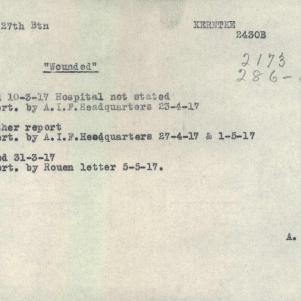 27th Btn XERNTKE
2430B
2173
286-
"Wounded"
10-3-17 Hospital not stated
ort. by A.I.F.Headquarters 23-4-17
her report
ort. by A.I.F.Headquarters 27-4-17 & 1-5-17
ed 31-3-17
ort. by Rouen letter 5-5-17.
A.